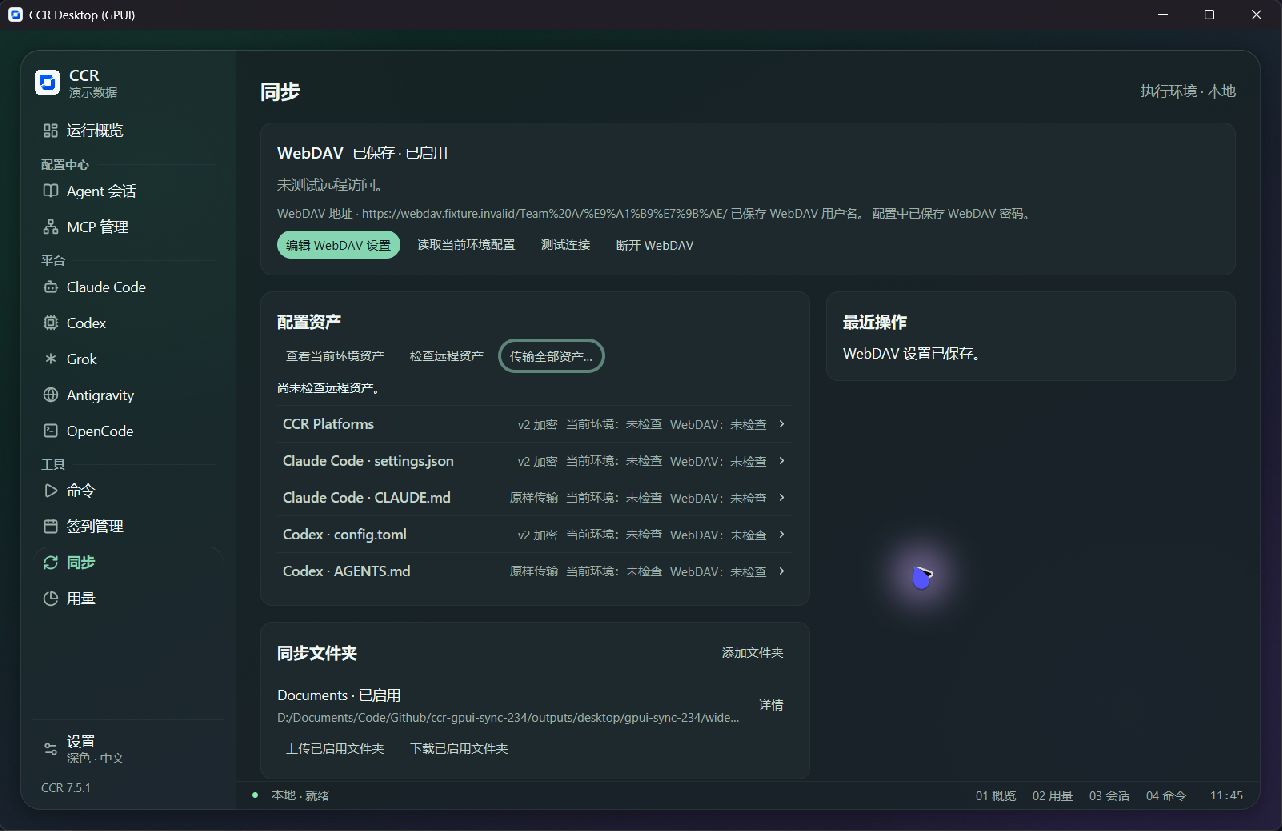 CCR Desktop (GPUI)
CCR
演示数据
运行概览
配置中心
Agent 会话
MCP 管理
平台
Claude Code
Codex
Grok
Antigravity
OpenCode
工具
命令
签到管理
同步
用量
设置
深色 · 中文
CCR 7.5.1
同步
执行环境 · 本地
WebDAV 已保存 · 已启用
未测试远程访问。
WebDAV 地址 · https://webdav.fixture.invalid/Team%20A/%E9%A1%B9%E7%9B%AE/ 已保存 WebDAV 用户名。 配置中已保存 WebDAV 密码。
编辑 WebDAV 设置 读取当前环境配置 测试连接 断开 WebDAV
配置资产
查看当前环境资产 检查远程资产 传输全部资产...
尚未检查远程资产。
CCR Platforms v2 加密 当前环境：未检查 WebDAV：未检查
Claude Code · settings.json v2 加密 当前环境：未检查 WebDAV：未检查
Claude Code · CLAUDE.md 原样传输 当前环境：未检查 WebDAV：未检查
Codex · config.toml v2 加密 当前环境：未检查 WebDAV：未检查
Codex · AGENTS.md 原样传输 当前环境：未检查 WebDAV：未检查
最近操作
WebDAV 设置已保存。
同步文件夹 添加文件夹
Documents · 已启用
D:/Documents/Code/Github/ccr-gpui-sync-234/outputs/desktop/gpui-sync-234/wide...
详情
上传已启用文件夹 下载已启用文件夹
本地 · 就绪
01 概览 02 用量 03 会话 04 命令 11:45